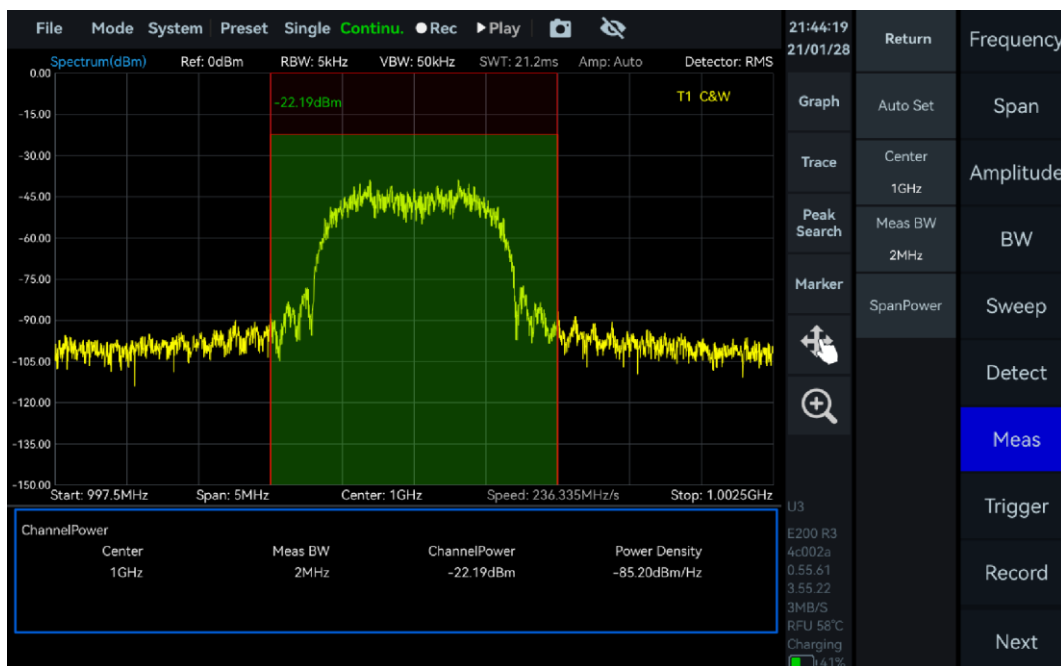 File Mode System Preset Single Continu. Rec Play
21:44:19
21/01/28
Spectrum(dBm) Ref: 0dBm RBW: 5kHz VBW: 50kHz SWT: 21.2ms Amp: Auto Detector: RMS
0.00
-15.00
-30.00
-45.00
-60.00
-75.00
-90.00
-105.00
-120.00
-135.00
-150.00
-22.19dBm
T1 C&W
Start: 997.5MHz Span: 5MHz Center: 1GHz Speed: 236.335MHz/s Stop: 1.0025GHz
ChannelPower
Center Meas BW ChannelPower Power Density
1GHz 2MHz -22.19dBm -85.20dBm/Hz
Graph
Trace
Peak
Search
Marker
U3
E200 R3
4c002a
0.55.61
3.55.22
3MB/S
RFU 58°C
Charging
41%
Return
Auto Set
Center
1GHz
Meas BW
2MHz
SpanPower
Frequency
Span
Amplitude
BW
Sweep
Detect
Meas
Trigger
Record
Next